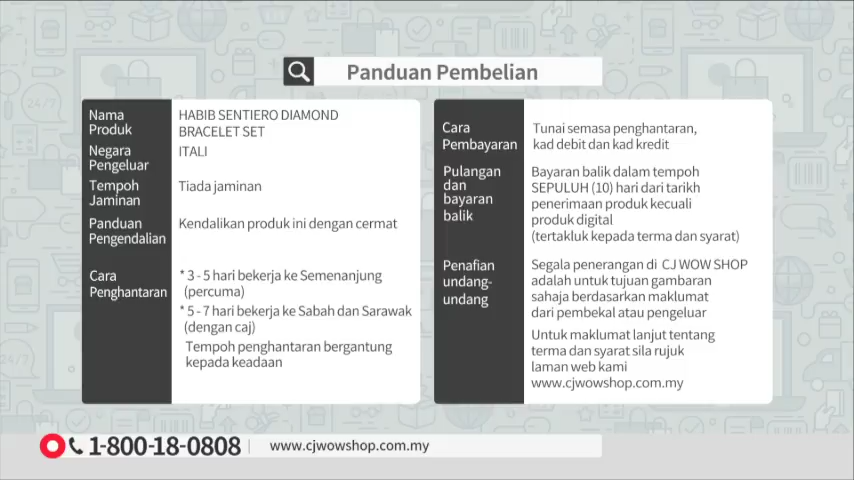 Panduan Pembelian
Nama
Produk
HABIB SENTIERO DIAMOND
BRACELET SET
Negara
Pengeluar
ITALI
Tempoh
Jaminan
Tiada jaminan
Panduan
Pengendalian
Kendalikan produk ini dengan cermat
Cara
Penghantaran
* 3 - 5 hari bekerja ke Semenanjung
(percuma)
* 5 - 7 hari bekerja ke Sabah dan Sarawak
(dengan caj)
Tempoh penghantaran bergantung
kepada keadaan
Cara
Pembayaran
Tunai semasa penghantaran,
kad debit dan kad kredit
Pulangan
dan
bayaran
balik
Bayaran balik dalam tempoh
SEPULUH (10) hari dari tarikh
penerimaan produk kecuali
produk digital
(tertakluk kepada terma dan syarat)
Penafian
undang-
undang
Segala penerangan di CJ WOW SHOP
adalah untuk tujuan gambaran
sahaja berdasarkan maklumat
dari pembekal atau pengeluar
Untuk maklumat lanjut tentang
terma dan syarat sila rujuk
laman web kami
www.cjwowshop.com.my
1-800-18-0808
www.cjwowshop.com.my
24/7
24/7